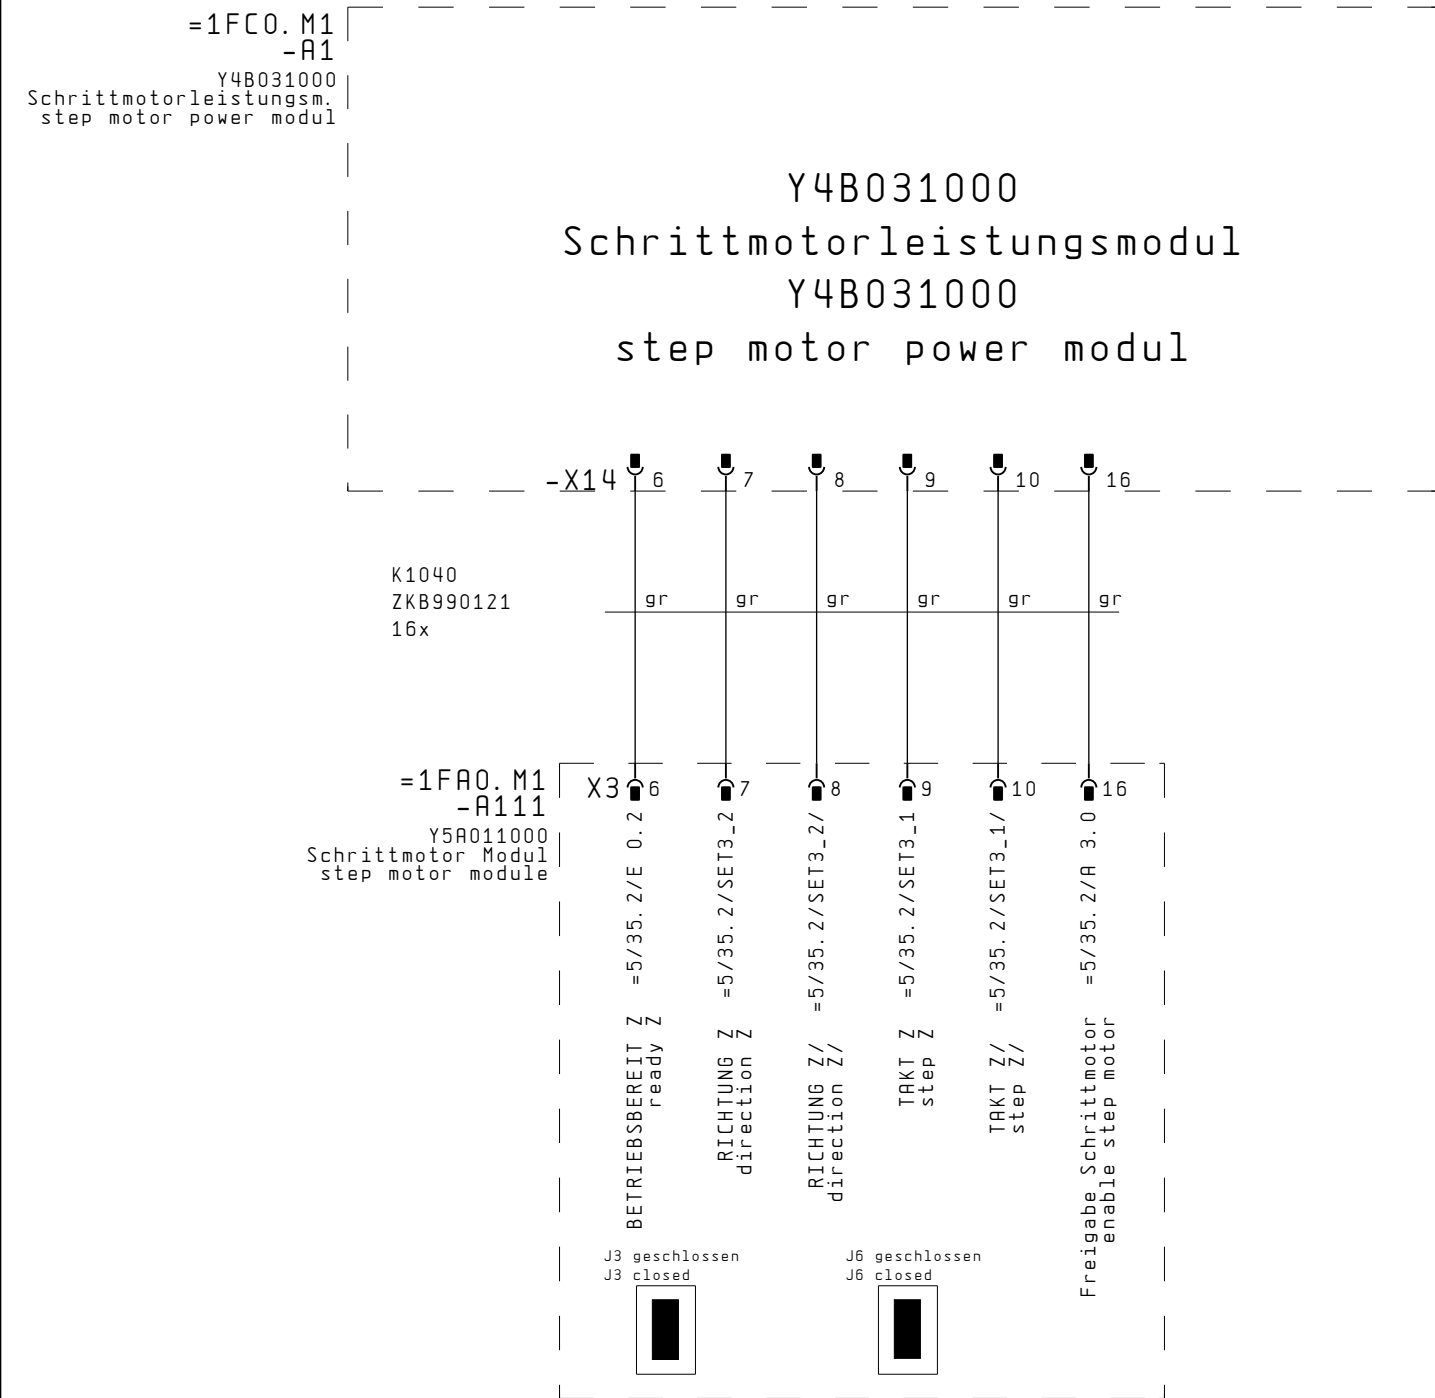 =1FC0.M1
-A1
Y4B031000
Schrittmotorleistungsm.
step motor power modul
Y4B031000
Schrittmotorleistungsmodul
Y4B031000
step motor power modul
-X14 6 7 8 9 10 16
K1040
ZKB990121
16x
gr gr gr gr gr gr
=1FA0.M1
-A111
Y5A011000
Schrittmotor Modul
step motor module
X3 6 7 8 9 10 16
=5/35.2/E 0.2
BETRIEBSBEREIT Z
ready Z
=5/35.2/SET3_2
RICHTUNG Z
direction Z
=5/35.2/SET3_2/
RICHTUNG Z/
direction Z/
=5/35.2/SET3_1
TAKT Z
step Z
=5/35.2/SET3_1/
TAKT Z/
step Z/
=5/35.2/A 3.0
Freigabe Schrittmotor
enable step motor
J3 geschlossen
J3 closed
J6 geschlossen
J6 closed